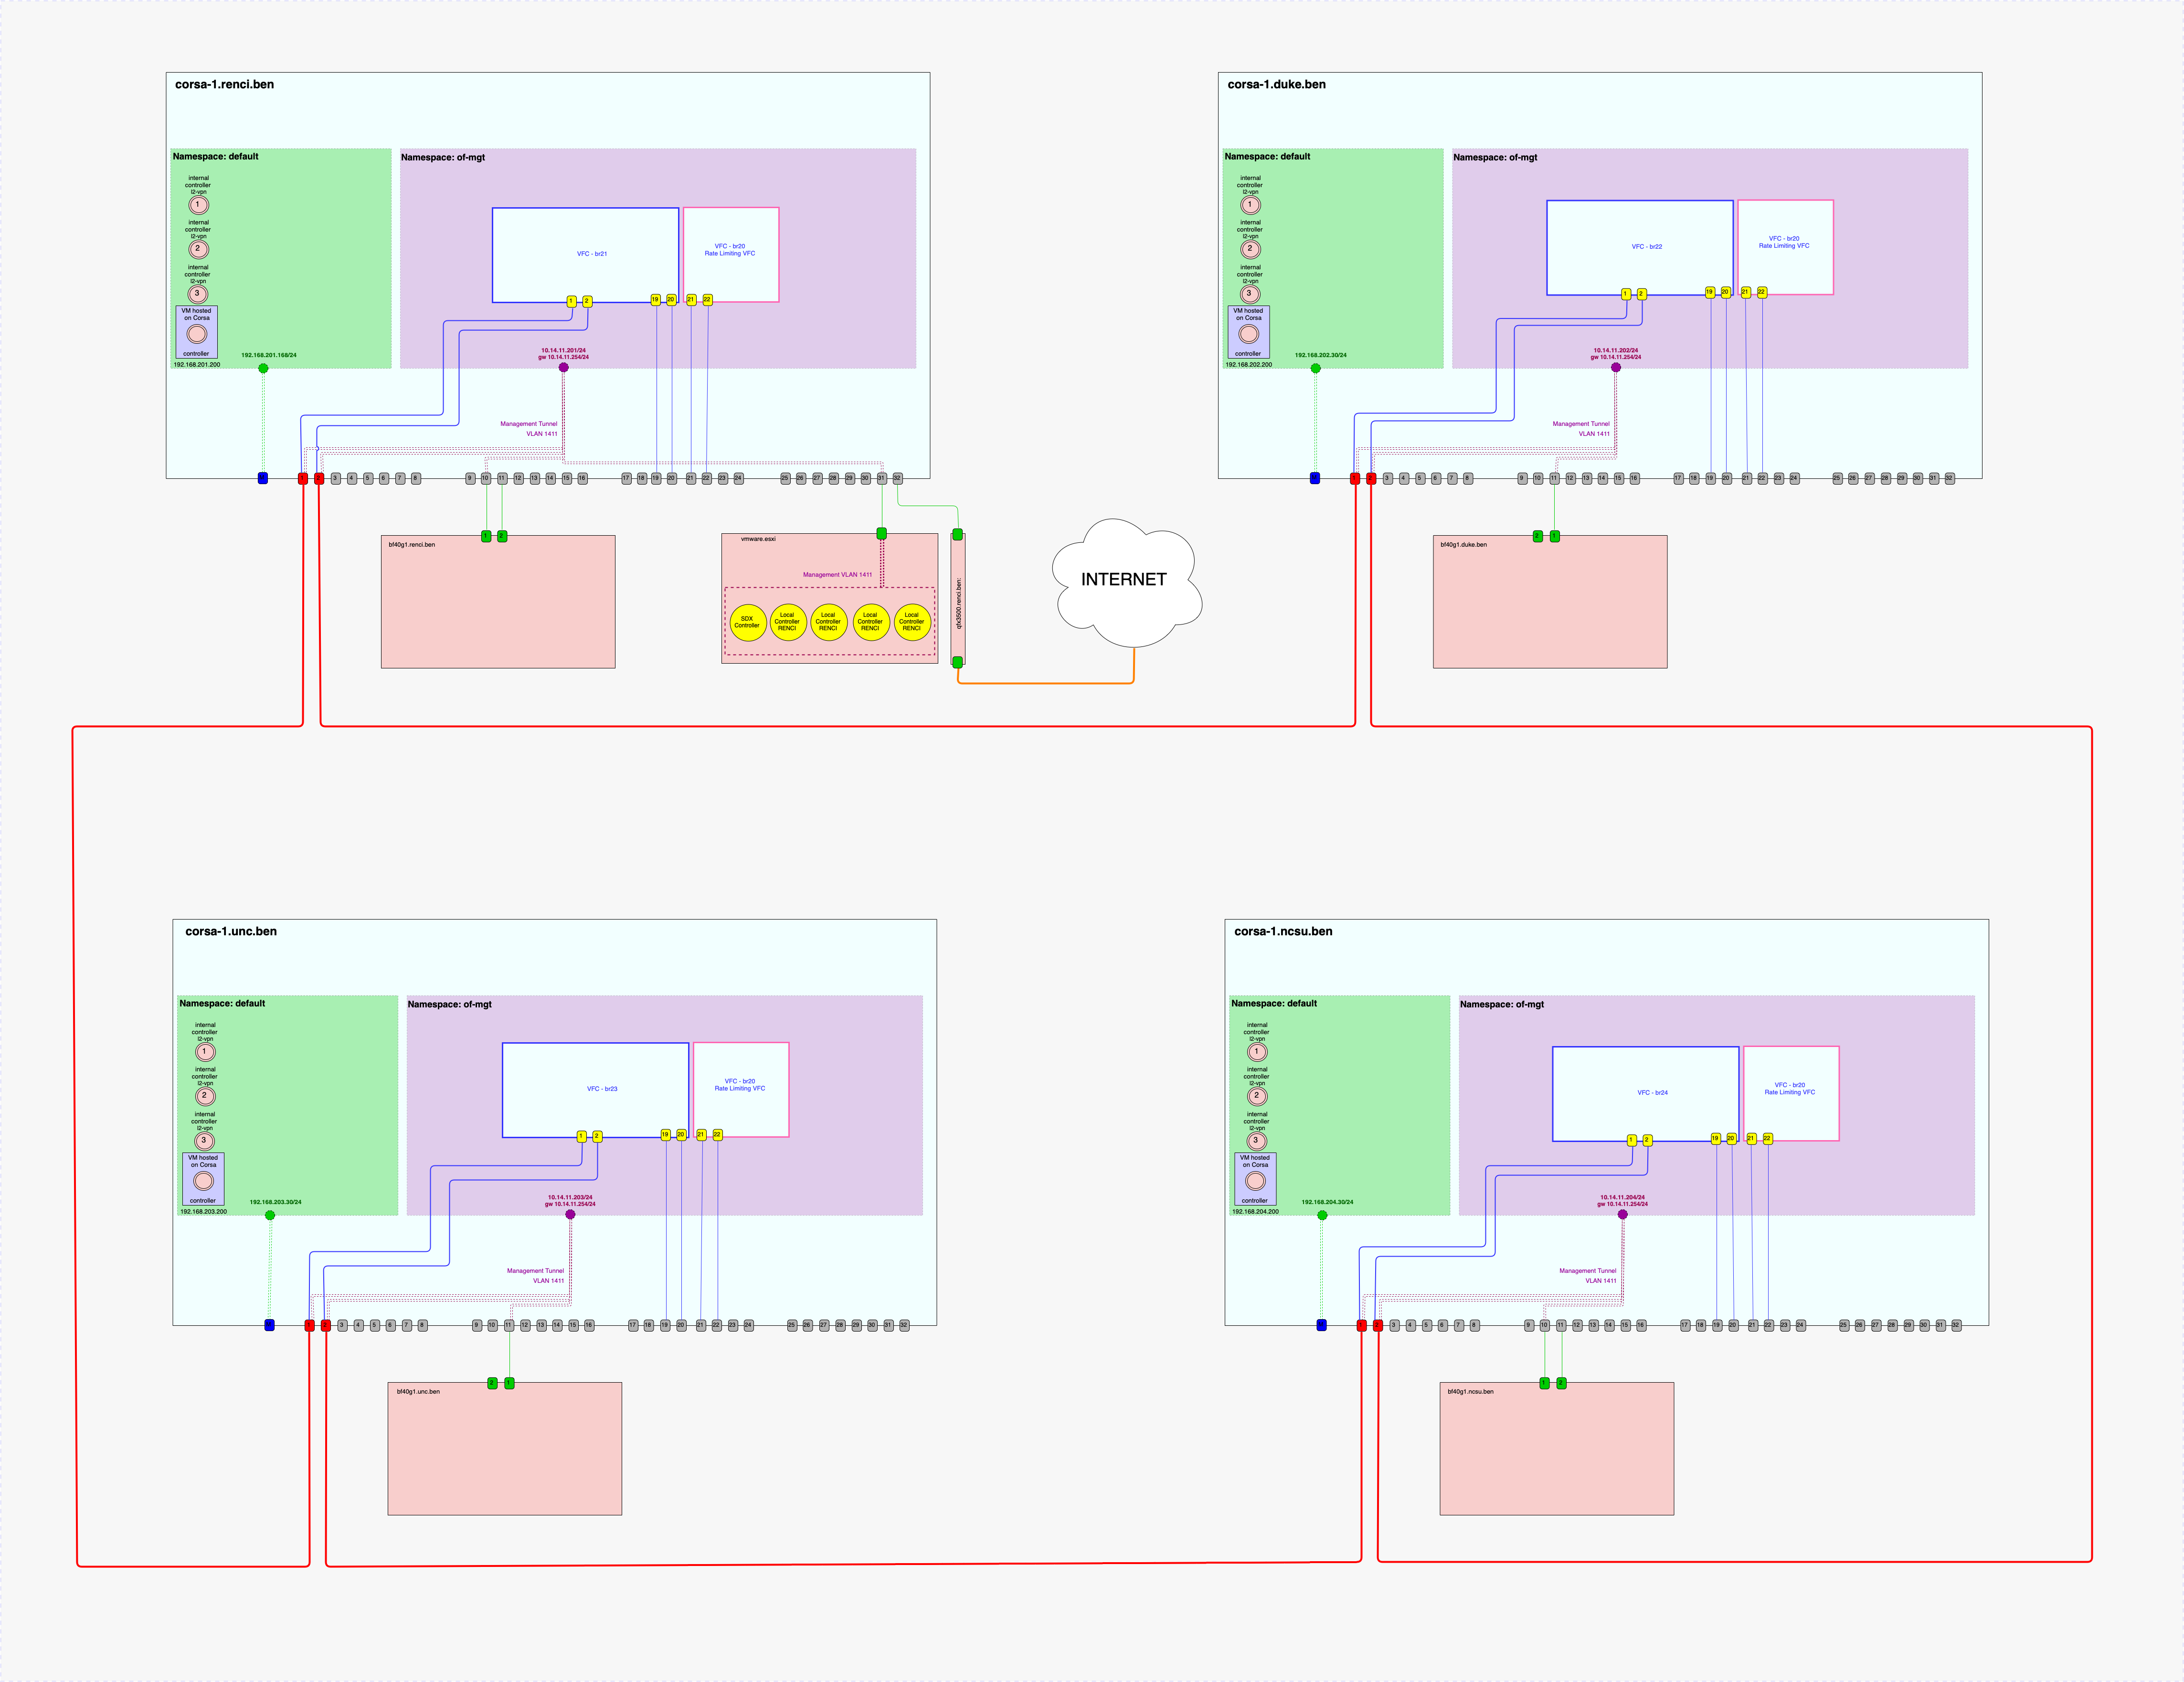 corsa-1.renci.ben
Namespace: default
internal
controller
l2-vpn
1
internal
controller
l2-vpn
2
internal
controller
l2-vpn
3
VM hosted
on Corsa
controller
192.168.201.200
192.168.201.160/24
Namespace: of-mgt
VFC - br21
VFC - br20
Rate Limiting VFC
1 2 19 20 21 22
10.14.11.201/24
gw 10.14.11.254/24
Management Tunnel
VLAN 1411
1 2 3 4 5 6 7 8 9 10 11 12 13 14 15 16 17 18 19 20 21 22 23 24 25 26 27 28 29 30 31 32
1 2
bf40g1.renci.ben
vmware.esxi
Management VLAN 1411
SDX
Controller
Local
Controller
RENCI
Local
Controller
RENCI
Local
Controller
RENCI
Local
Controller
RENCI
qfx3500.renci.ben:
INTERNET
corsa-1.duke.ben
Namespace: default
internal
controller
l2-vpn
1
internal
controller
l2-vpn
2
internal
controller
l2-vpn
3
VM hosted
on Corsa
controller
192.168.202.200
192.168.202.30/24
Namespace: of-mgt
VFC - br22
VFC - br20
Rate Limiting VFC
1 2 19 20 21 22
10.14.11.202/24
gw 10.14.11.254/24
Management Tunnel
VLAN 1411
1 2 3 4 5 6 7 8 9 10 11 12 13 14 15 16 17 18 19 20 21 22 23 24 25 26 27 28 29 30 31 32
2 1
bf40g1.duke.ben
corsa-1.unc.ben
Namespace: default
internal
controller
l2-vpn
1
internal
controller
l2-vpn
2
internal
controller
l2-vpn
3
VM hosted
on Corsa
controller
192.168.203.200
192.168.203.30/24
Namespace: of-mgt
VFC - br23
VFC - br20
Rate Limiting VFC
1 2 19 20 21 22
10.14.11.203/24
gw 10.14.11.254/24
Management Tunnel
VLAN 1411
1 2 3 4 5 6 7 8 9 10 11 12 13 14 15 16 17 18 19 20 21 22 23 24 25 26 27 28 29 30 31 32
2 1
bf40g1.unc.ben
corsa-1.ncsu.ben
Namespace: default
internal
controller
l2-vpn
1
internal
controller
l2-vpn
2
internal
controller
l2-vpn
3
VM hosted
on Corsa
controller
192.168.204.200
192.168.204.30/24
Namespace: of-mgt
VFC - br24
VFC - br20
Rate Limiting VFC
1 2 19 20 21 22
10.14.11.204/24
gw 10.14.11.254/24
Management Tunnel
VLAN 1411
1 2 3 4 5 6 7 8 9 10 11 12 13 14 15 16 17 18 19 20 21 22 23 24 25 26 27 28 29 30 31 32
1 2
bf40g1.ncsu.ben